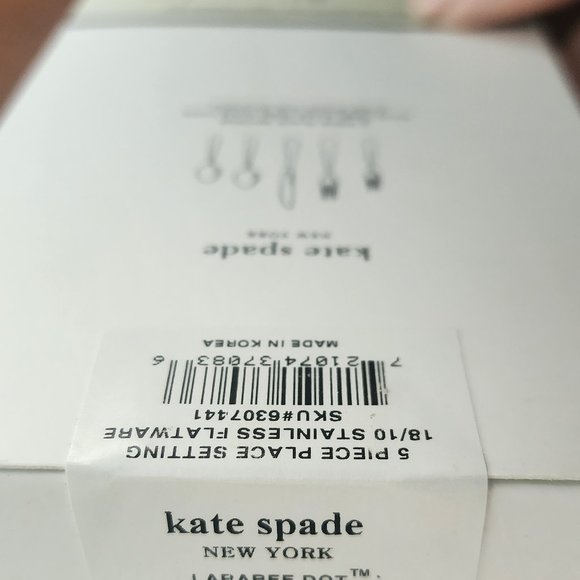 kate spade
NEW YORK
LARABEE DOT™
5 PIECE PLACE SETTING
18/10 STAINLESS FLATWARE
SKU#6307441
7 21074 37083 6
MADE IN KOREA
kate spade
NEW YORK